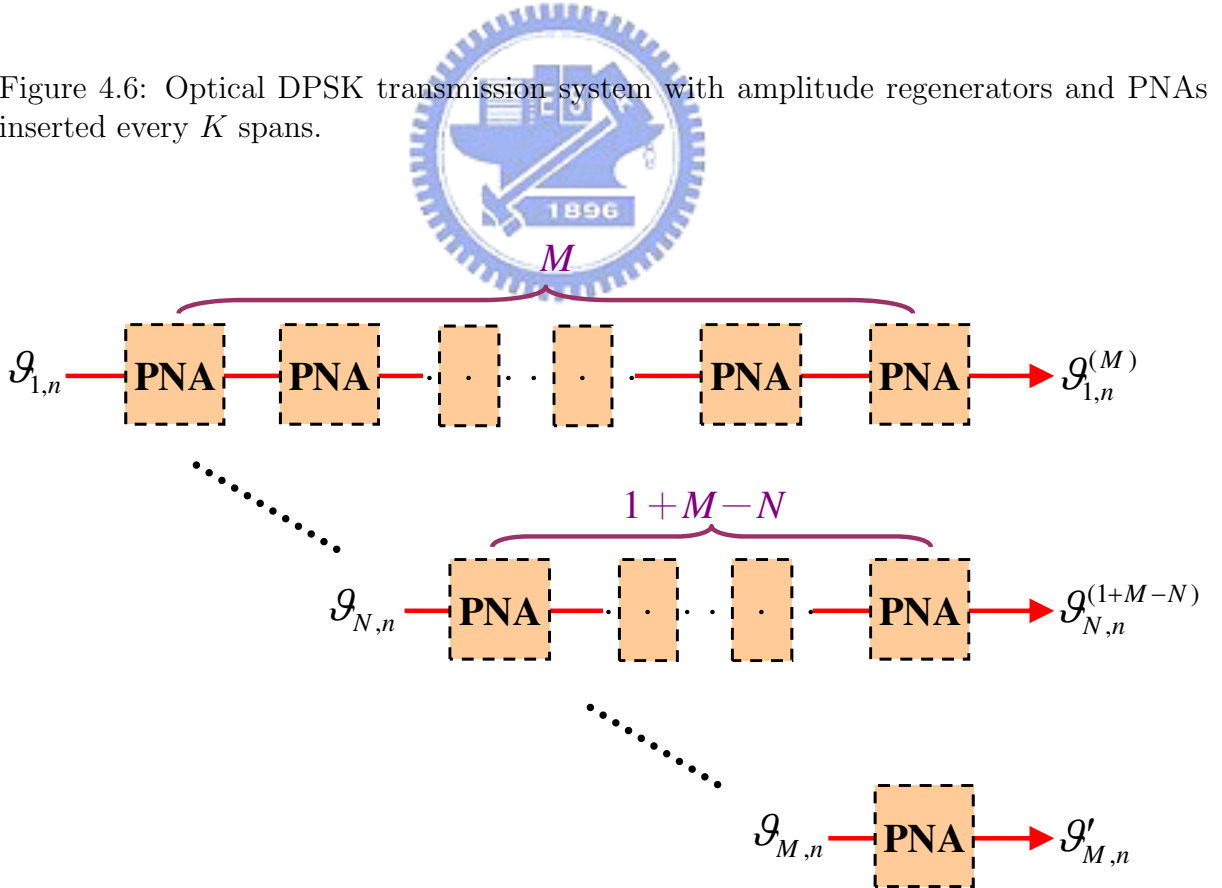 Figure 4.6: Optical DPSK transmission system with amplitude regenerators and PNAs
inserted every K spans.
1896
M
ϑ1,n PNA PNA PNA PNA ϑ1,n^(M)
1+M−N
ϑN,n PNA PNA ϑN,n^(1+M−N)
ϑM,n PNA ϑ′M,n